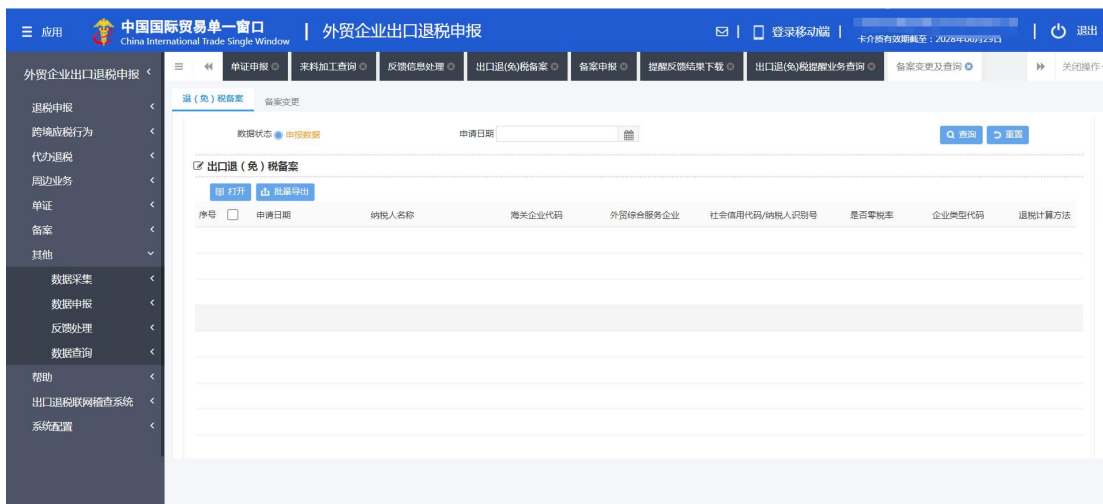 应用 中国国际贸易单一窗口 外贸企业出口退税申报 登录移动端 退出
China International Trade Single Window
外贸企业出口退税申报 单证申报 来料加工查询 反馈信息处理 出口退(免)税备案 备案申报 提醒反馈结果下载 出口退(免)税提醒业务查询 备案变更及查询 关闭操作
退(免)税备案 备案变更
退税申报
跨境应税行为
代办退税
周边业务
单证
备案
其他
数据采集
数据申报
反馈处理
数据查询
帮助
出口退税联网稽查系统
系统配置
数据状态 申报数据 申请日期 查询 重置
出口退(免)税备案
打开 批量导出
序号 申请日期 纳税人名称 海关企业代码 外贸综合服务企业 社会信用代码/纳税人识别号 是否零税率 企业类型代码 退税计算方法